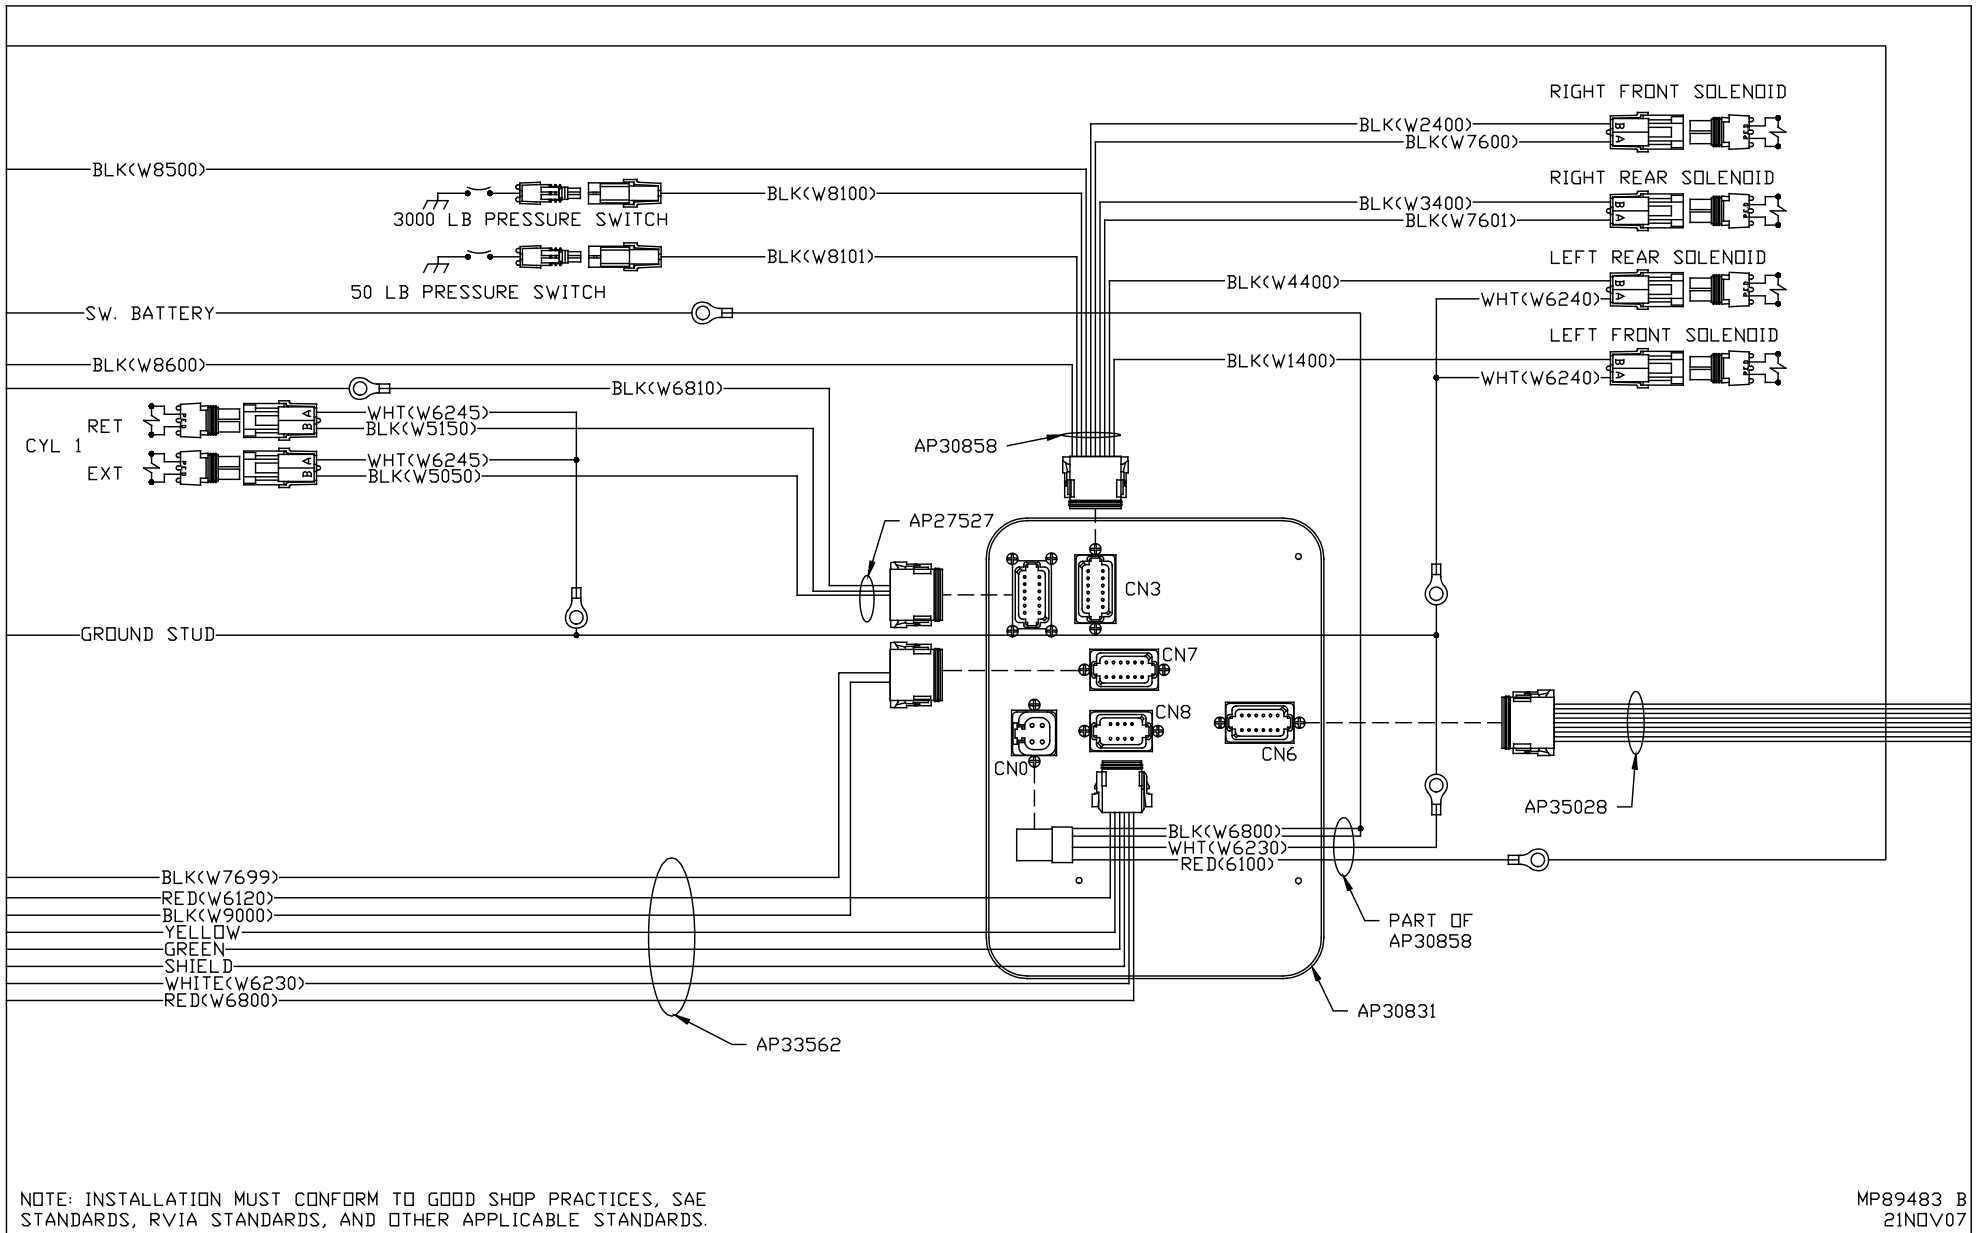 RIGHT FRONT SOLENOID
BLK(W2400)
BLK(W7600)
B
A
BLK(W8500)
RIGHT REAR SOLENOID
BLK(W8100)
3000 LB PRESSURE SWITCH
BLK(W3400)
BLK(W7601)
B
A
BLK(W8101)
50 LB PRESSURE SWITCH
LEFT REAR SOLENOID
BLK(W4400)
WHT(W6240)
B
A
SW. BATTERY
LEFT FRONT SOLENOID
BLK(W8600)
BLK(W1400)
WHT(W6240)
B
A
BLK(W6810)
CYL 1
RET
A
B
WHT(W6245)
BLK(W5150)
EXT
A
B
WHT(W6245)
BLK(W5050)
AP30858
AP27527
CN3
GROUND STUD
CN7
CN8
CN0
CN6
AP35028
BLK(W6800)
WHT(W6230)
RED(6100)
BLK(W7699)
RED(W6120)
BLK(W9000)
YELLOW
GREEN
SHIELD
WHITE(W6230)
RED(W6800)
PART OF
AP30858
AP30831
AP33562
NOTE: INSTALLATION MUST CONFORM TO GOOD SHOP PRACTICES, SAE
STANDARDS, RVIA STANDARDS, AND OTHER APPLICABLE STANDARDS.
MP89483 B
21NOV07